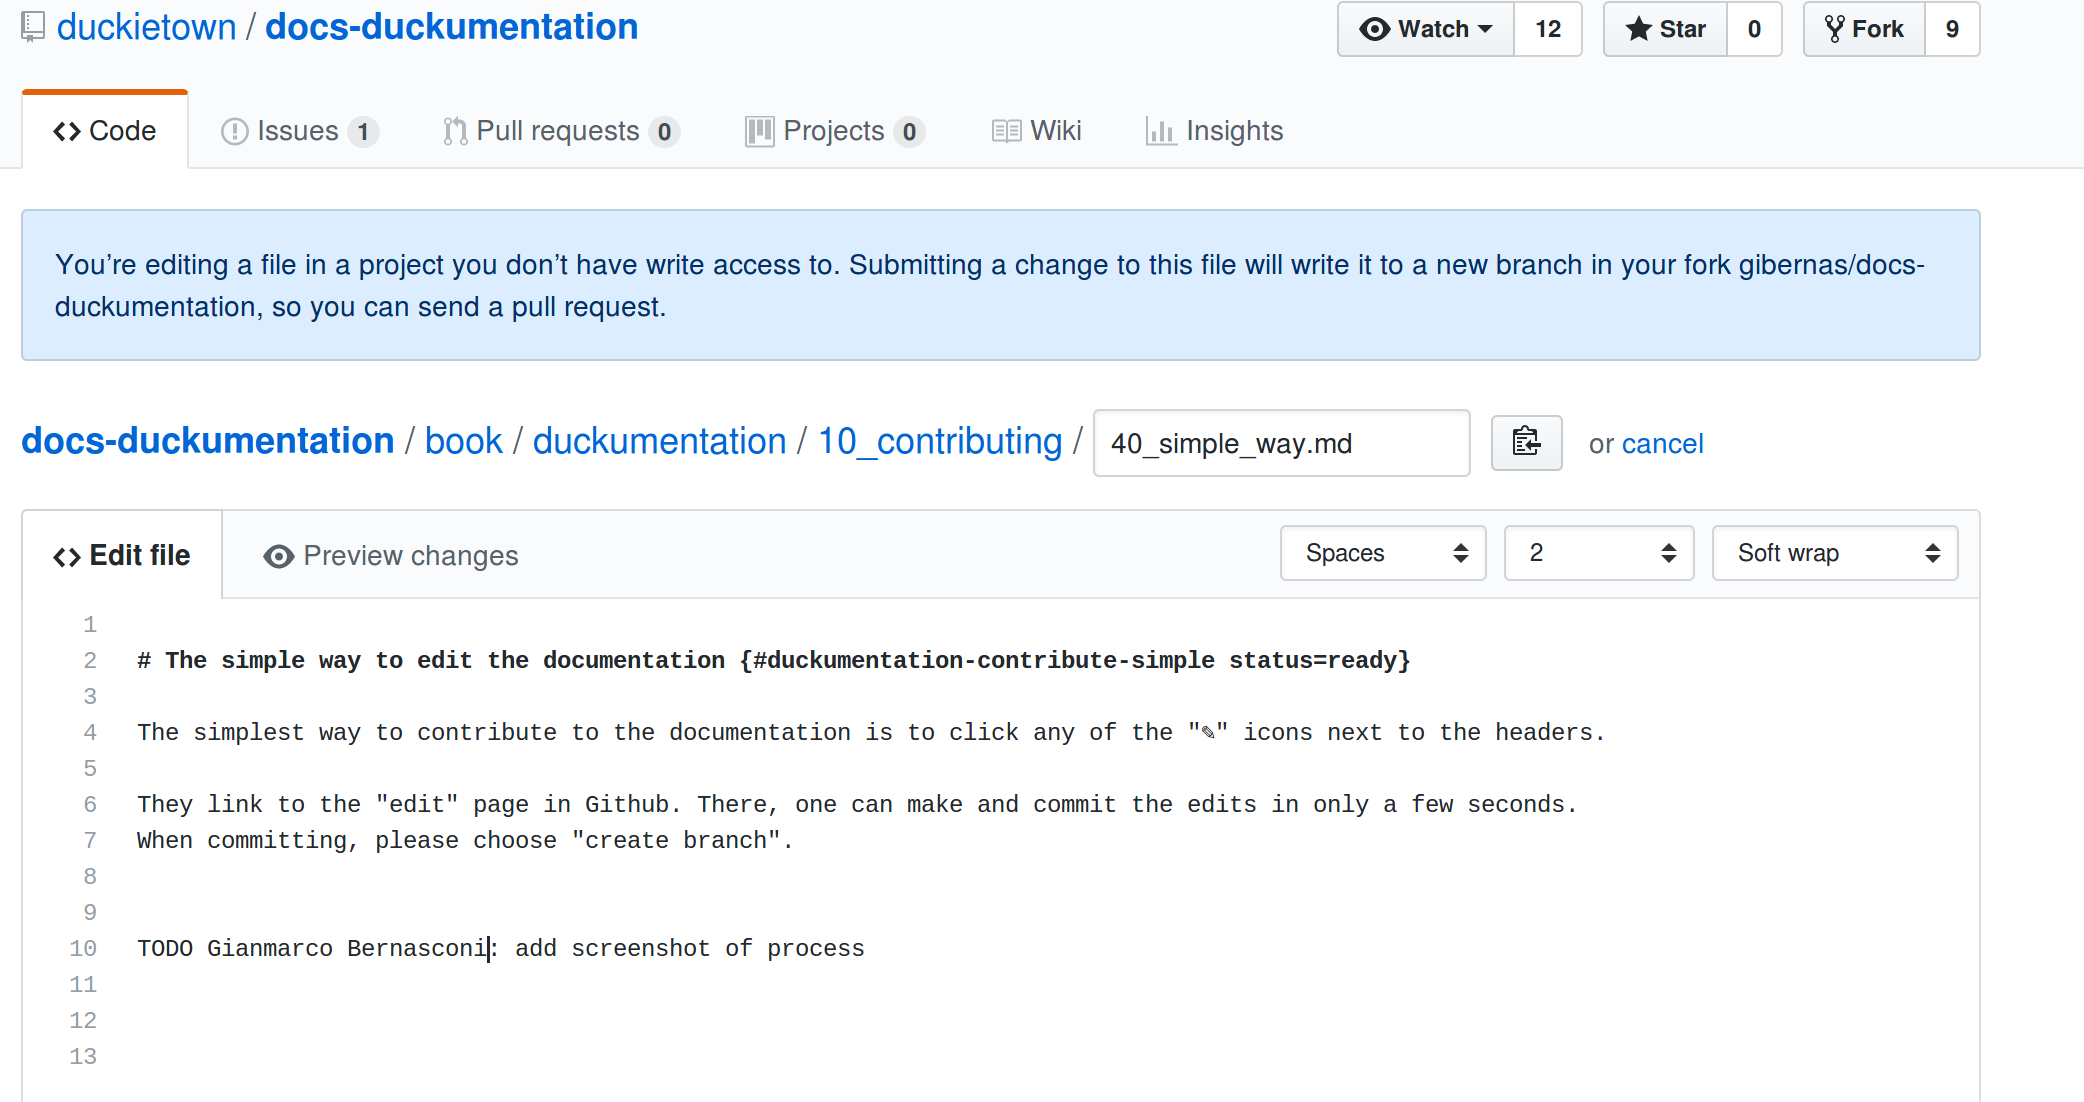 duckietown / docs-duckumentation
Watch 12 Star 0 Fork 9
Code Issues 1 Pull requests 0 Projects 0 Wiki Insights
You’re editing a file in a project you don’t have write access to. Submitting a change to this file will write it to a new branch in your fork gibernas/docs-
duckumentation, so you can send a pull request.
docs-duckumentation / book / duckumentation / 10_contributing / 40_simple_way.md or cancel
Edit file Preview changes Spaces 2 Soft wrap
1
2 # The simple way to edit the documentation {#duckumentation-contribute-simple status=ready}
3
4 The simplest way to contribute to the documentation is to click any of the "✎" icons next to the headers.
5
6 They link to the "edit" page in Github. There, one can make and commit the edits in only a few seconds.
7 When committing, please choose "create branch".
8
9
10 TODO Gianmarco Bernasconi: add screenshot of process
11
12
13